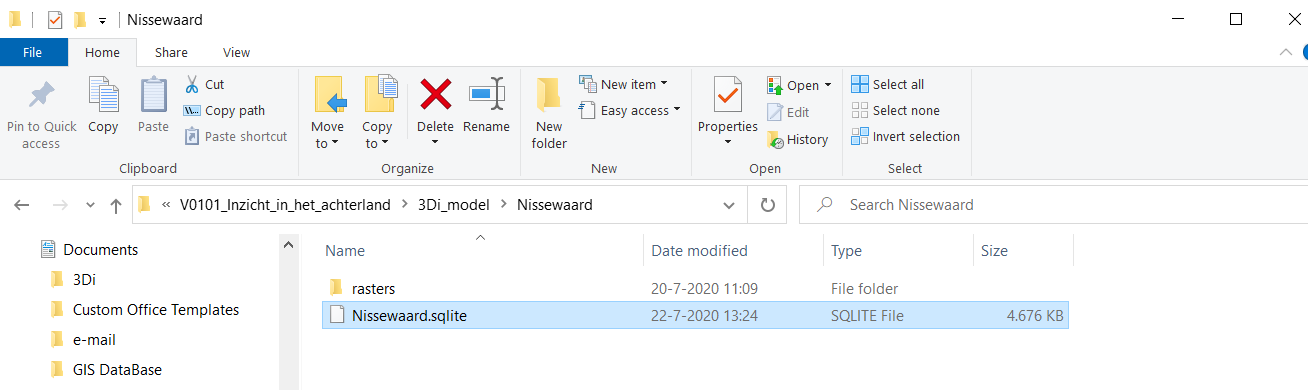 Nissewaard
File Home Share View
Pin to Quick access
Copy
Paste
Cut
Copy path
Paste shortcut
Clipboard
Move to
Copy to
Delete
Rename
Organize
New folder
New item
Easy access
New
Properties
Open
Edit
History
Open
Select all
Select none
Invert selection
Select
« V0101_Inzicht_in_het_achterland > 3Di_model > Nissewaard
Search Nissewaard
Documents
3Di
Custom Office Templates
e-mail
GIS DataBase
Name Date modified Type Size
rasters 20-7-2020 11:09 File folder
Nissewaard.sqlite 22-7-2020 13:24 SQLITE File 4.676 KB